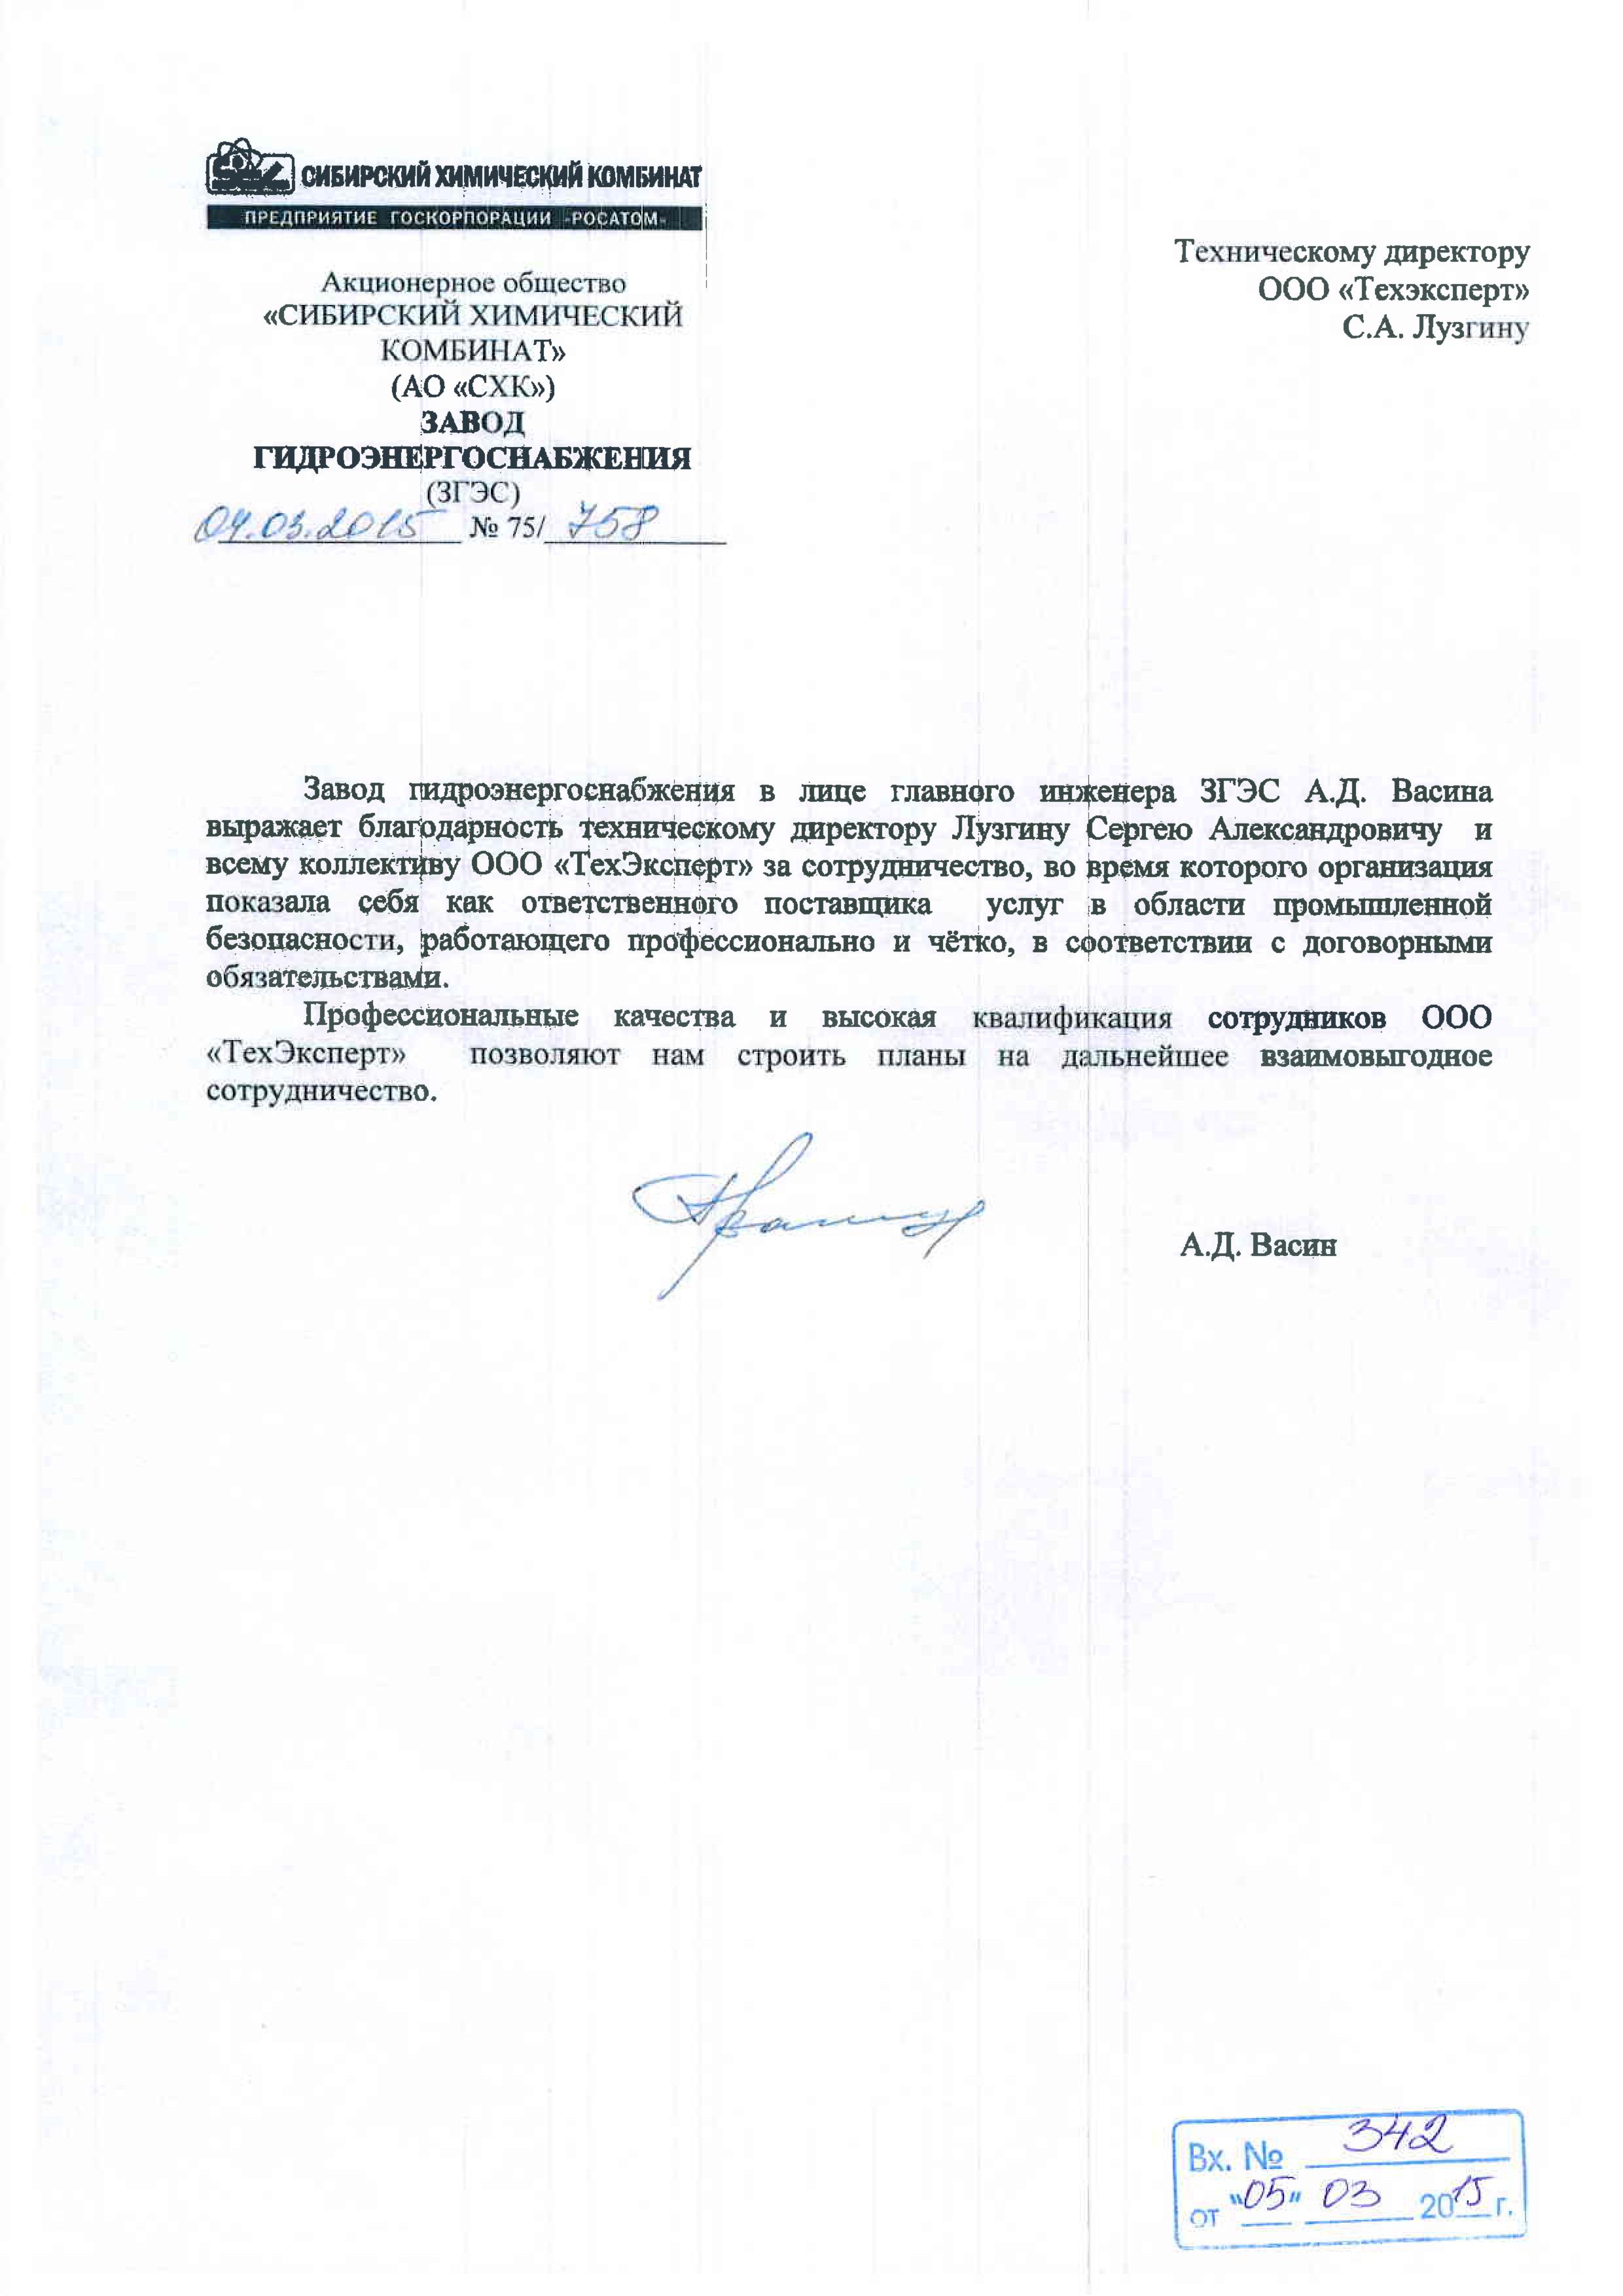 СИБИРСКИЙ ХИМИЧЕСКИЙ КОМБИНАТ
ПРЕДПРИЯТИЕ ГОСКОРПОРАЦИИ «РОСАТОМ»
Акционерное общество
«СИБИРСКИЙ ХИМИЧЕСКИЙ
КОМБИНАТ»
(АО «СХК»)
ЗАВОД
ГИДРОЭНЕРГОСНАБЖЕНИЯ
(ЗГЭС)
04.03.2015 № 75/ 758
Техническому директору
ООО «Техэксперт»
С.А. Лузгину
Завод гидроэнергоснабжения в лице главного инженера ЗГЭС А.Д. Васина
выражает благодарность техническому директору Лузгину Сергею Александровичу и
всему коллективу ООО «ТехЭксперт» за сотрудничество, во время которого организация
показала себя как ответственного поставщика услуг в области промышленной
безопасности, работающего профессионально и чётко, в соответствии с договорными
обязательствами.
Профессиональные качества и высокая квалификация сотрудников ООО
«ТехЭксперт» позволяют нам строить планы на дальнейшее взаимовыгодное
сотрудничество.
А.Д. Васин
Вх. № 342
от "05" 03 2015 г.